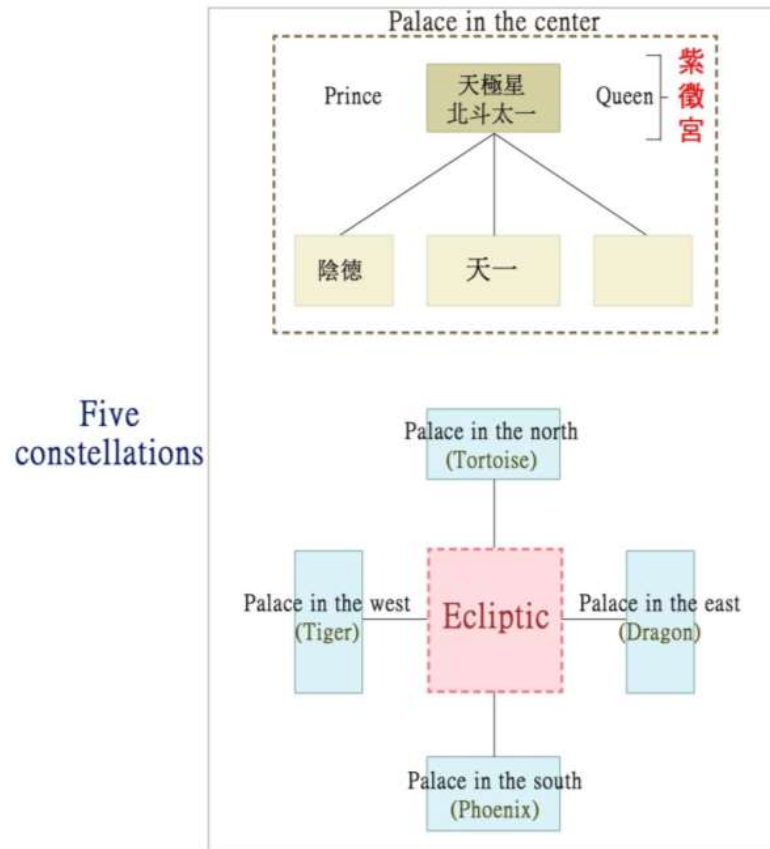 Palace in the center
Prince
天極星
北斗太一
Queen
紫
徵
宮
陰德
天一
Five
constellations
Palace in the north
(Tortoise)
Palace in the west
(Tiger)
Ecliptic
Palace in the east
(Dragon)
Palace in the south
(Phoenix)